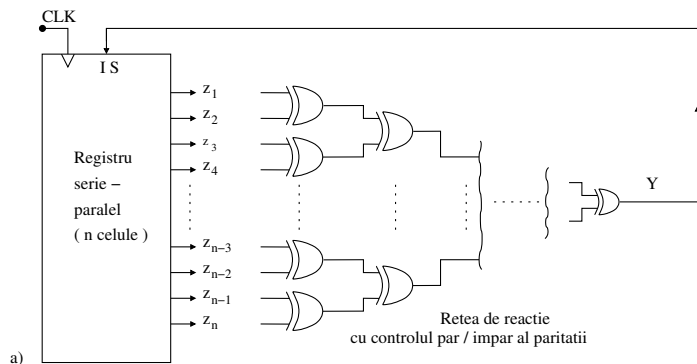 CLK
I S
z1
z2
z3
z4
Registru
serie −
paralel
( n celule )
Y
zn−3
zn−2
zn−1
zn
Retea de reactie
cu controlul par / impar al paritatii
a)